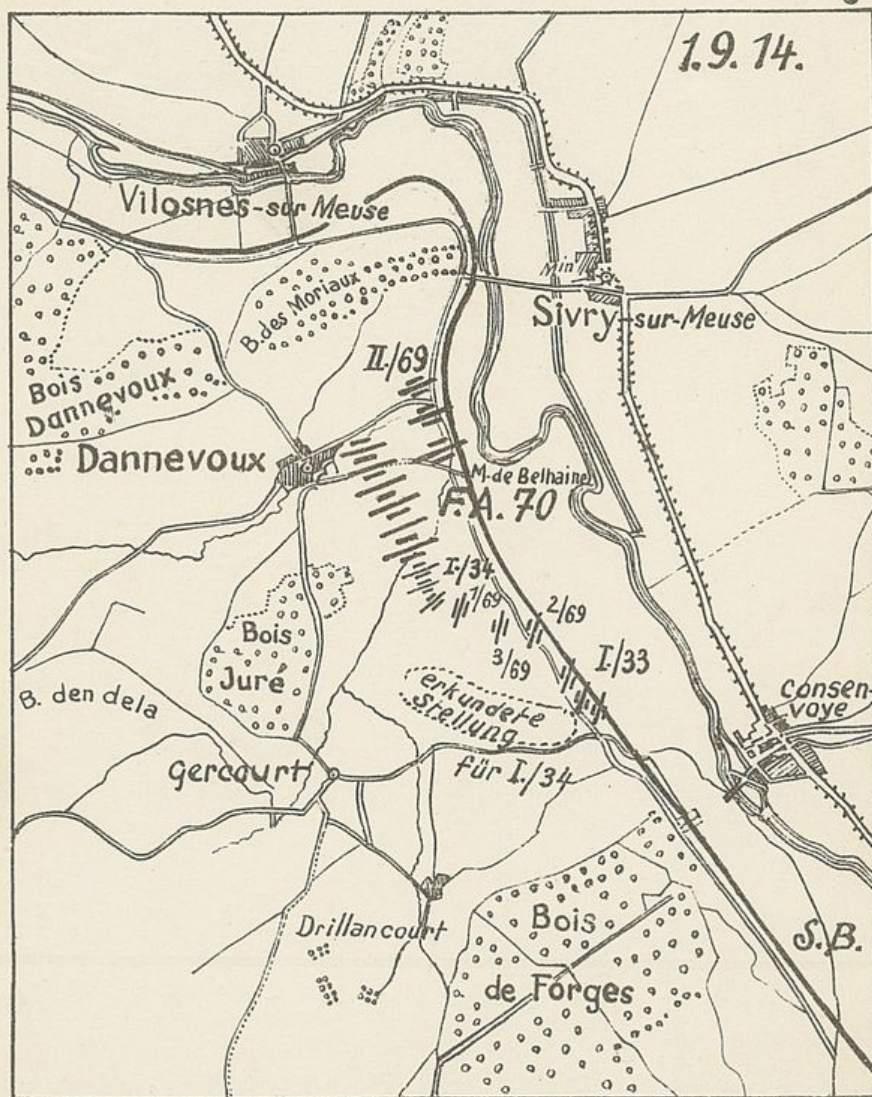 1.9.14.
Vilosnes-sur Meuse
Min
B. des Moriaux
Sivry-sur-Meuse
II./69
Bois
Dannevoux
Dannevoux
M. de Belhaine
F.A. 70
I./34
1/69
2/69
3/69
I./33
Bois
Juré
erkundete
Stellung
für I./34
Consen-
voye
B. den dela
Gercourt
Drillancourt
Bois
de Forges
S.B.